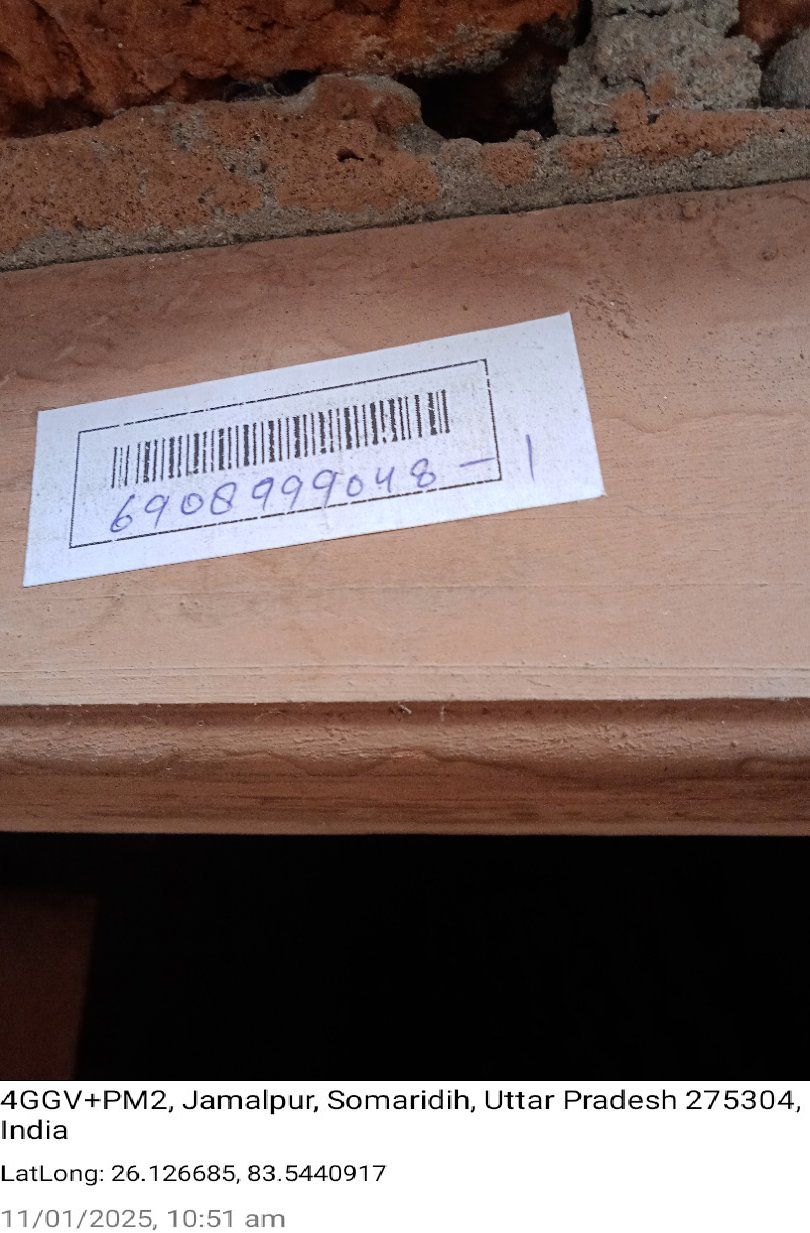 6908999048-1
4GGV+PM2, Jamalpur, Somaridih, Uttar Pradesh 275304,
India
LatLong: 26.126685, 83.5440917
11/01/2025, 10:51 am